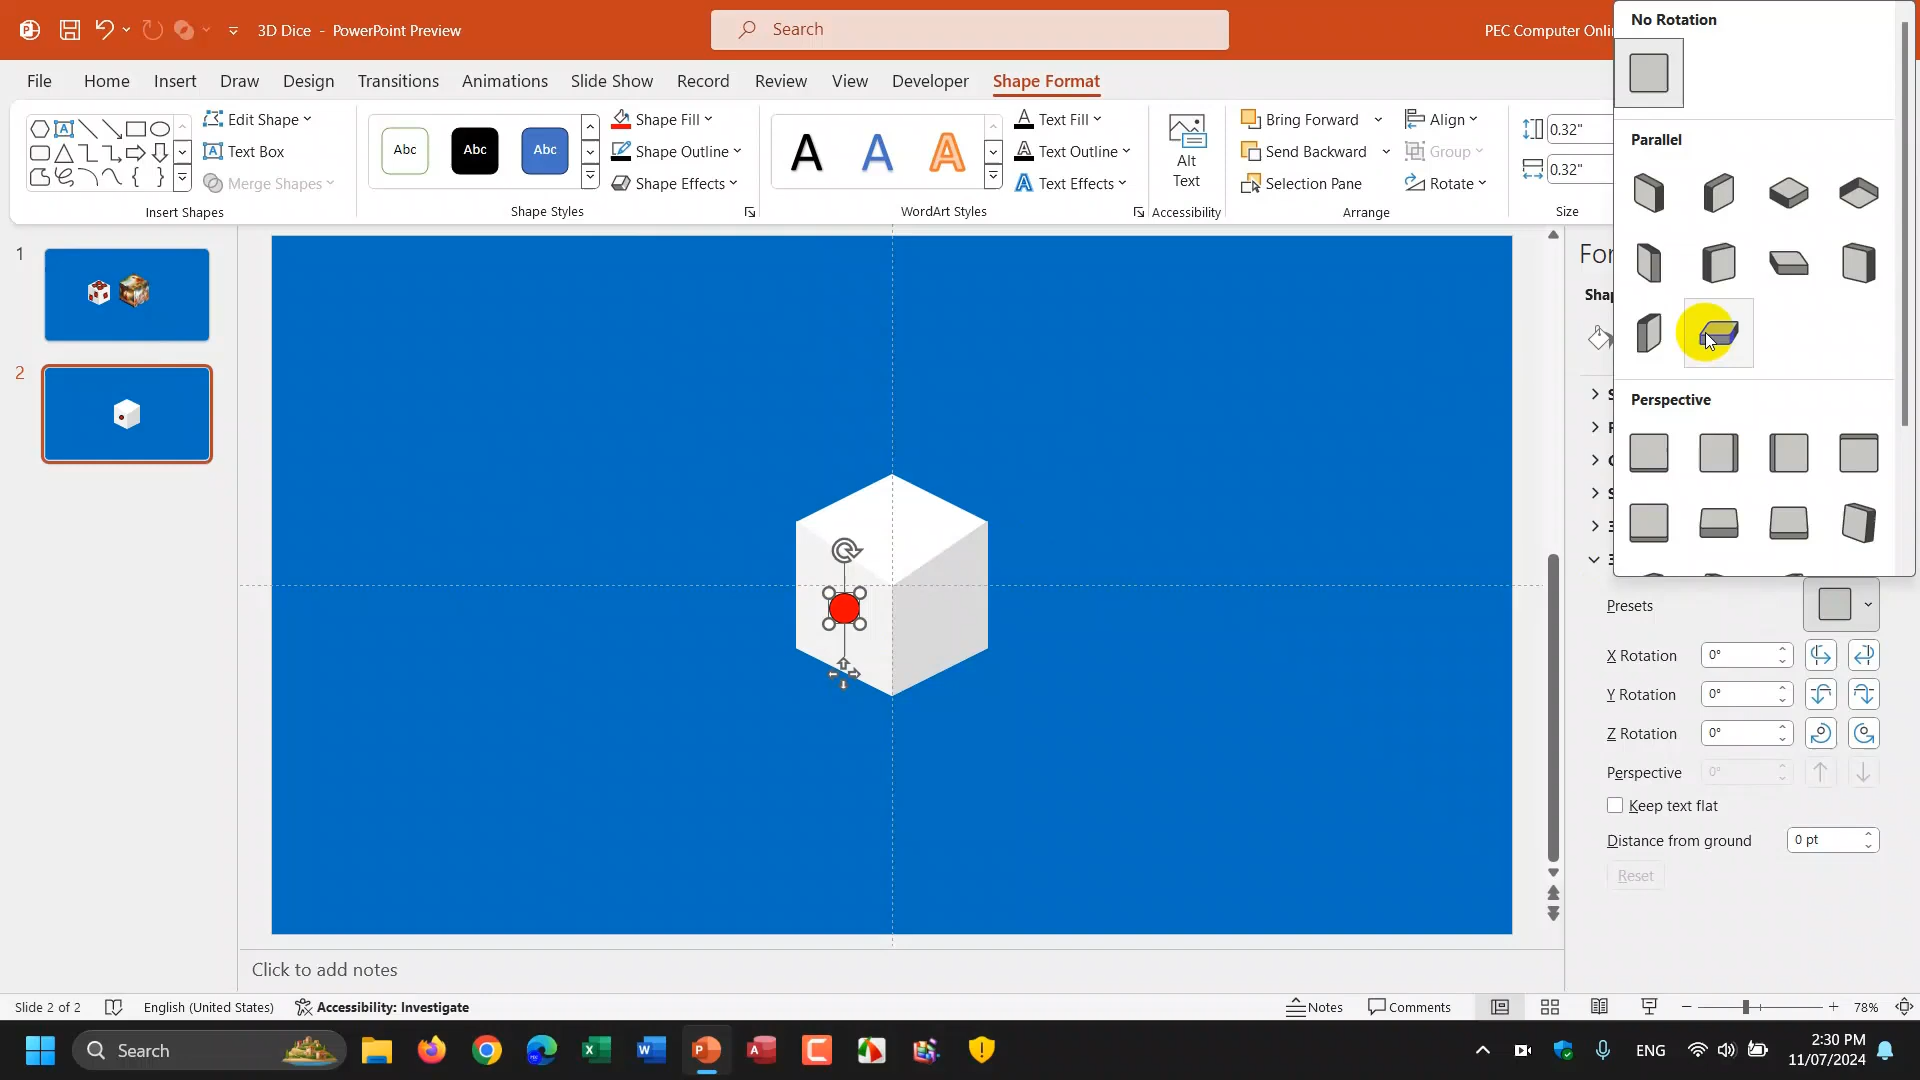 3D Dice - PowerPoint Preview
Search
PEC Computer Onli
File Home Insert Draw Design Transitions Animations Slide Show Record Review View Developer Shape Format
Edit Shape
Text Box
Merge Shapes
Insert Shapes
Abc Abc Abc
Shape Fill
Shape Outline
Shape Effects
Shape Styles
A A A
Text Fill
Text Outline
Text Effects
WordArt Styles
Alt
Text
Accessibility
Bring Forward
Send Backward
Selection Pane
Align
Group
Rotate
Arrange
0.32"
0.32"
Size
No Rotation
Parallel
Perspective
For
Shap
1
2
Presets
X Rotation 0°
Y Rotation 0°
Z Rotation 0°
Perspective 0°
Keep text flat
Distance from ground 0 pt
Reset
Click to add notes
Slide 2 of 2 English (United States) Accessibility: Investigate Notes Comments 78%
Search
ENG
2:30 PM
11/07/2024